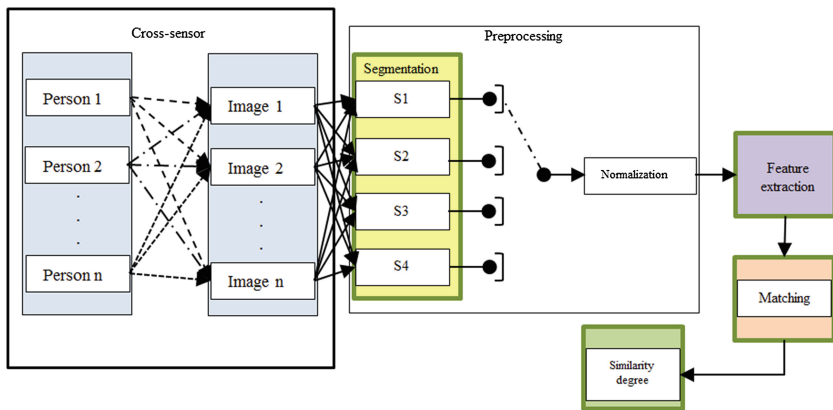 Cross-sensor
Preprocessing
Person 1
Person 2
.
.
.
Person n
Image 1
Image 2
.
.
.
Image n
Segmentation
S1
S2
S3
S4
Normalization
Feature
extraction
Matching
Similarity
degree